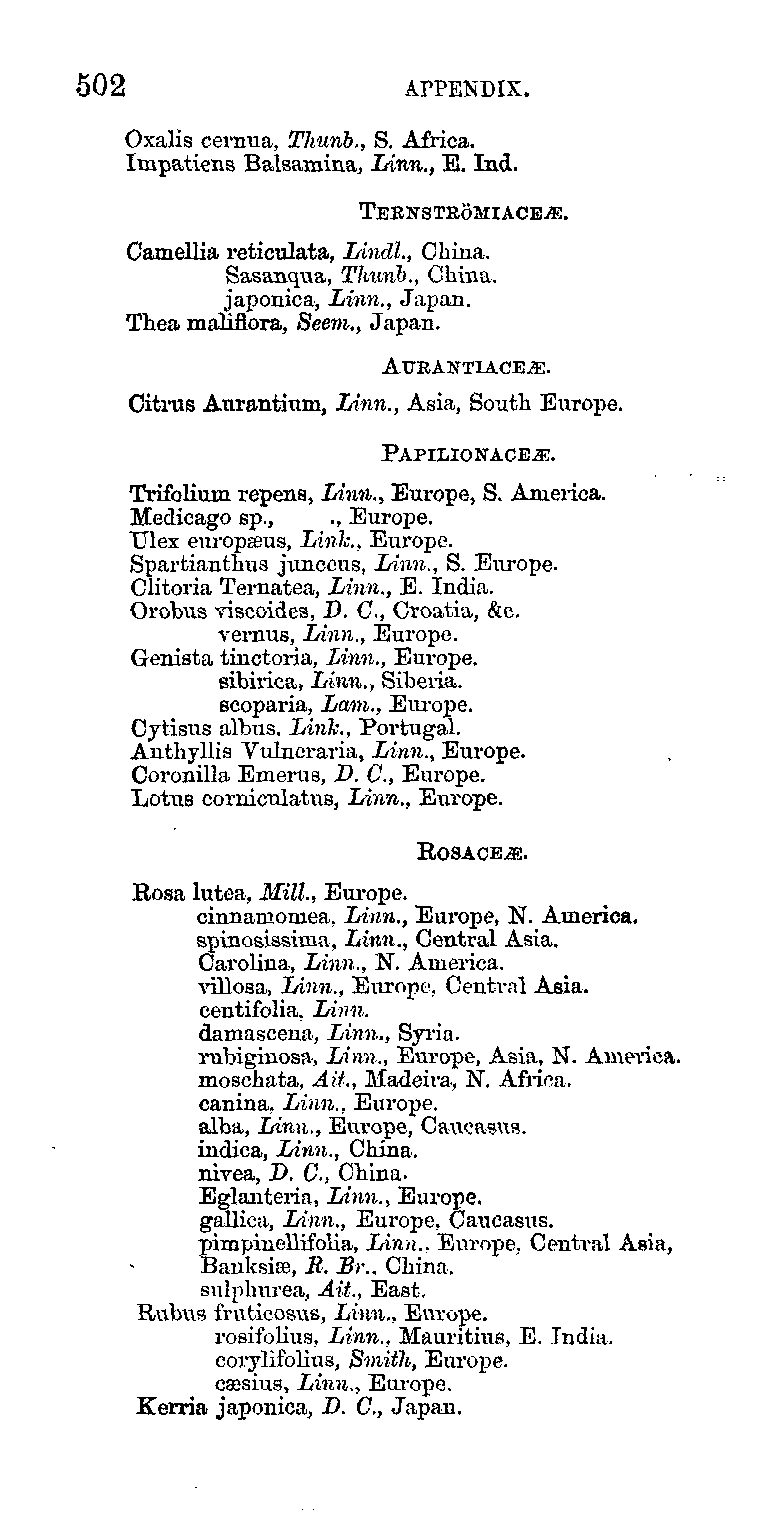 502 APPENDIX.
Oxalis cernua, Thunb., S. Africa.
Impatiens Balsamina, Linn., E. Ind.
TERNSTRÖMIACEÆ.
Camellia reticulata, Lindl., China.
Sasanqua, Thunb., China.
japonica, Linn., Japan.
Thea maliflora, Seem., Japan.
AURANTIACEÆ.
Citrus Aurantium, Linn., Asia, South Europe.
PAPILIONACEÆ.
Trifolium repens, Linn., Europe, S. America.
Medicago sp., ., Europe.
Ulex europæus, Link., Europe.
Spartianthus junceus, Linn., S. Europe.
Clitoria Ternatea, Linn., E. India.
Orobus viscoides, D. C., Croatia, &c.
vernus, Linn., Europe.
Genista tinctoria, Linn., Europe.
sibirica, Linn., Siberia.
scoparia, Lam., Europe.
Cytisus albus, Link., Portugal.
Anthyllis Vulneraria, Linn., Europe.
Coronilla Emerus, D. C., Europe.
Lotus corniculatus, Linn., Europe.
ROSACEÆ.
Rosa lutea, Mill., Europe.
cinnamomea, Linn., Europe, N. America.
spinosissima, Linn., Central Asia.
Carolina, Linn., N. America.
villosa, Linn., Europe, Central Asia.
centifolia, Linn.
damascena, Linn., Syria.
rubiginosa, Linn., Europe, Asia, N. America.
moschata, Ait., Madeira, N. Africa.
canina, Linn., Europe.
alba, Linn., Europe, Caucasus.
indica, Linn., China.
nivea, D. C., China.
Eglanteria, Linn., Europe.
gallica, Linn., Europe, Caucasus.
pimpinellifolia, Linn., Europe, Central Asia,
Banksiæ, R. Br., China.
sulphurea, Ait., East.
Rubus fruticosus, Linn., Europe.
rosifolius, Linn., Mauritius, E. India.
corylifolius, Smith, Europe.
cæsius, Linn., Europe.
Kerria japonica, D. C., Japan.